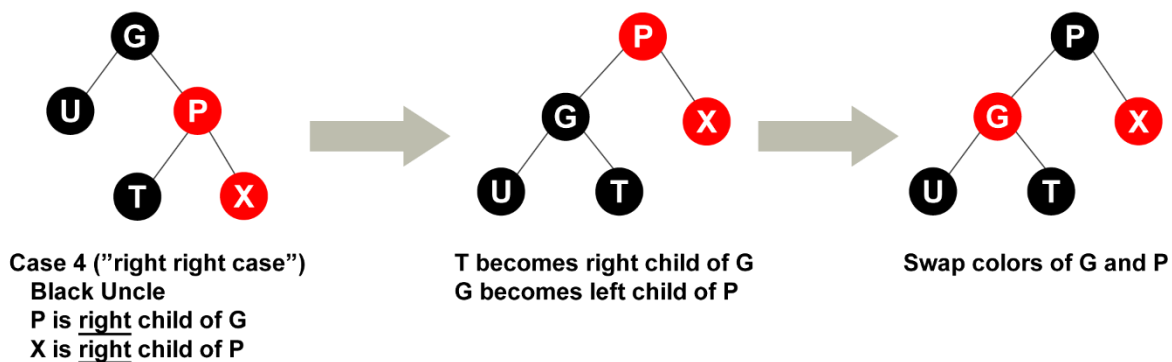 G
P
P
U
P
G
X
G
X
T
X
U
T
U
T
Case 4 (”right right case”)
Black Uncle
P is right child of G
X is right child of P
T becomes right child of G
G becomes left child of P
Swap colors of G and P